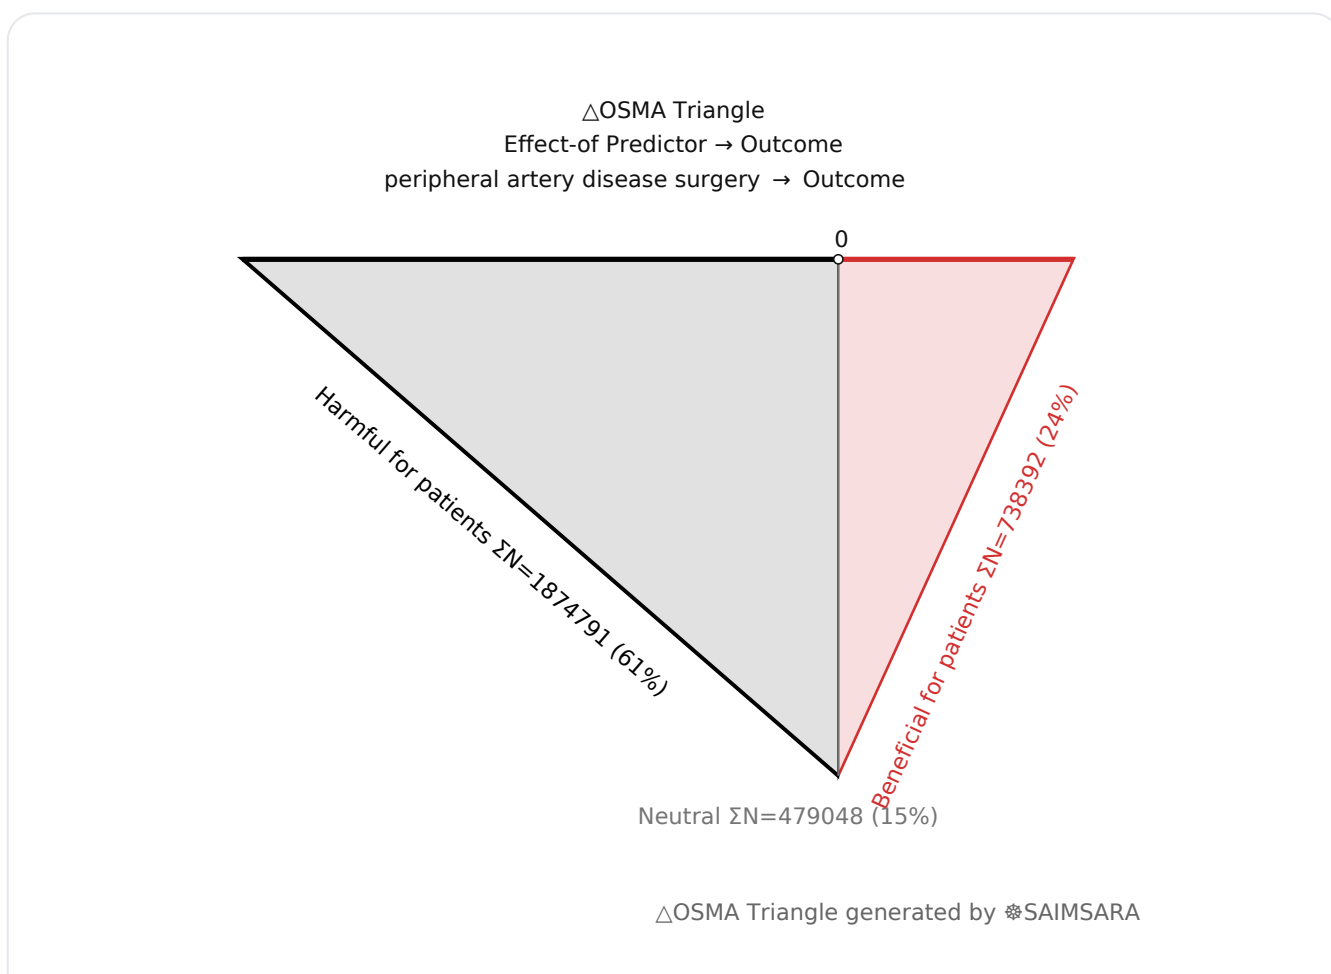 △OSMA Triangle
Effect-of Predictor → Outcome
peripheral artery disease surgery → Outcome
0
Harmful for patients ΣN=1874791 (61%)
Beneficial for patients ΣN=738392 (24%)
Neutral ΣN=479048 (15%)
△OSMA Triangle generated by ☸SAIMSARA